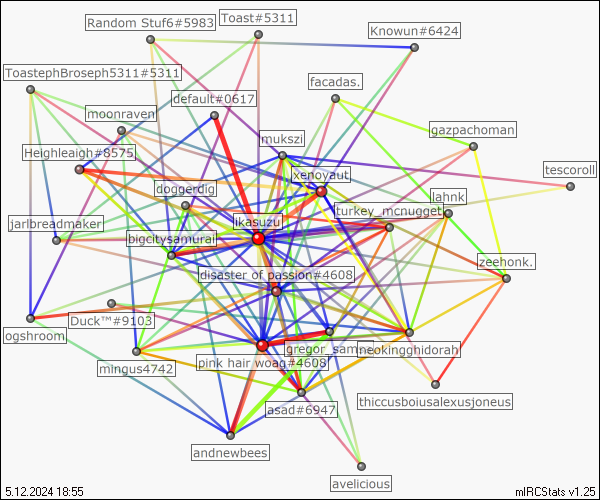 Random Stuf6#5983
Toast#5311
Knowun#6424
ToastephBroseph5311#5311
facadas.
default#0617
moonraven
gazpachoman
mukszi
Heighleaigh#8575
tescoroll
xenoyaut
doggerdig
lahnk
turkey_mcnugget
jarlbreadmaker
ikasuzu
bigcitysamurai
zeehonk.
disaster of passion#4608
Duck™#9103
ogshroom
gregor_sam
neokingghidorah
pink hair woag#4608
mingus4742
thiccusboiusalexusjoneus
asad#6947
andnewbees
avelicious
5.12.2024 18:55
mIRCStats v1.25